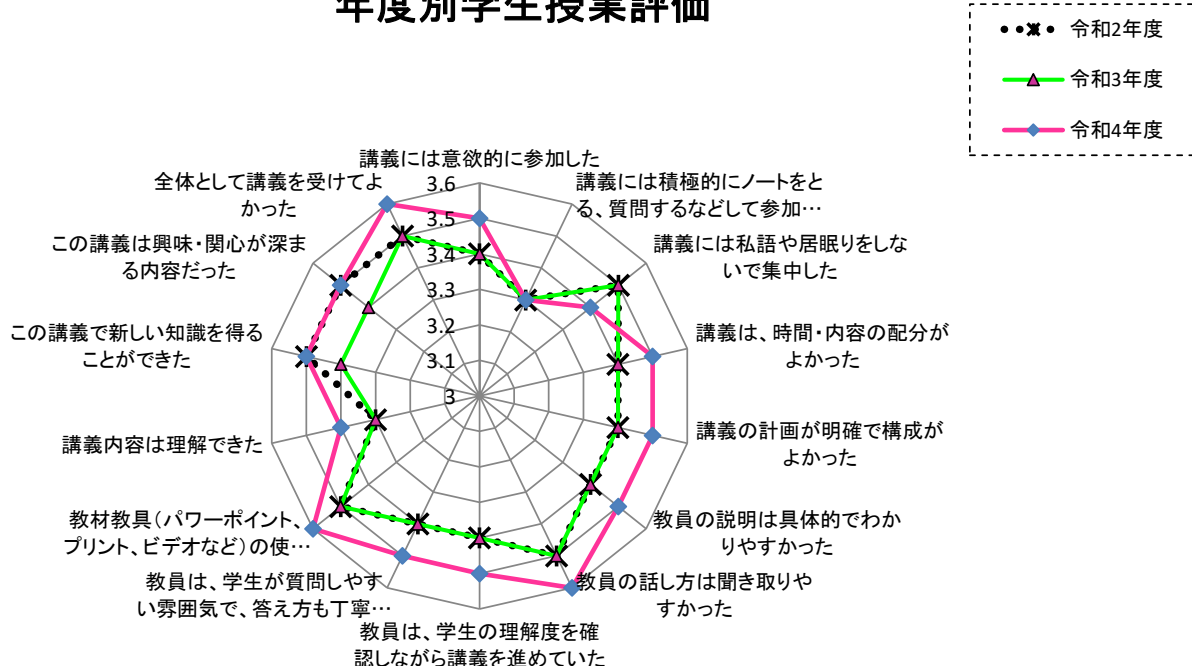 年度別学生授業評価
令和2年度
令和3年度
令和4年度
講義には意欲的に参加した
講義には積極的にノートをと
る、質問するなどして参加…
講義には私語や居眠りをしな
いで集中した
講義は、時間・内容の配分が
よかった
講義の計画が明確で構成が
よかった
教員の説明は具体的でわか
りやすかった
教員の話し方は聞き取りや
すかった
教員は、学生の理解度を確
認しながら講義を進めていた
教員は、学生が質問しやす
い雰囲気で、答え方も丁寧…
教材教具(パワーポイント、
プリント、ビデオなど)の使…
講義内容は理解できた
この講義で新しい知識を得る
ことができた
この講義は興味・関心が深ま
る内容だった
全体として講義を受けてよ
かった
3.6
3.5
3.4
3.3
3.2
3.1
3